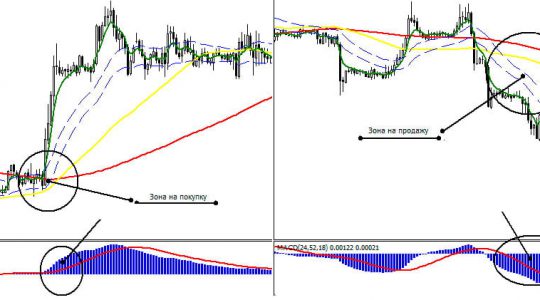 Зона на покупку
Зона на продажу
MACD(24,52,18) 0.00122 0.00021